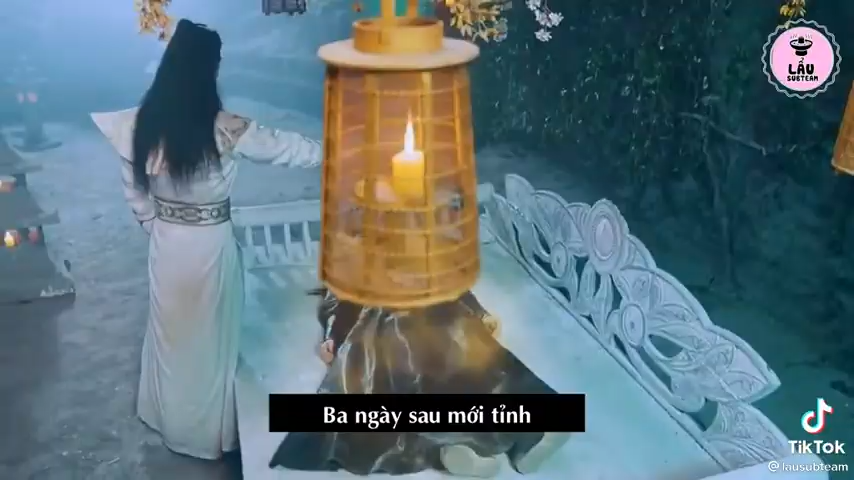 LẨU
SUBTEAM
Ba ngày sau mới tỉnh
TikTok
@lausubteam